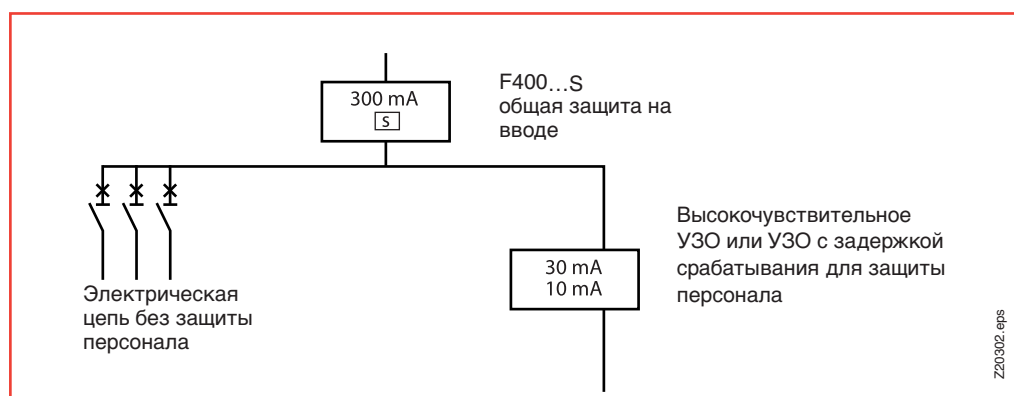 300 mA
S
F400...S
общая защита на
вводе
Высокочувствительное
УЗО или УЗО с задержкой
срабатывания для защиты
персонала
30 mA
10 mA
Электрическая
цепь без защиты
персонала
Z20302.eps